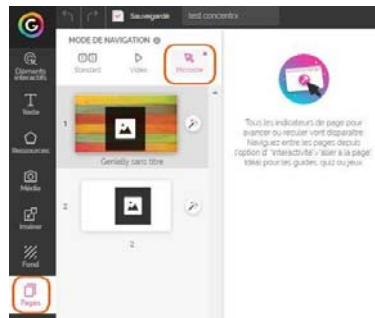 Sauvegardé
test concentrix
MODE DE NAVIGATION
Standard
Vidéo
Microsite
Éléments
interactifs
Texte
Ressources
Média
Insérer
Fond
Pages
1
Genially sans titre
2
2
Tous les indicateurs de page pour
avancer ou reculer vont disparaître.
Naviguez entre les pages depuis
l'option d' "interactivité">"aller à la page".
Idéal pour les guides, quiz ou jeux.